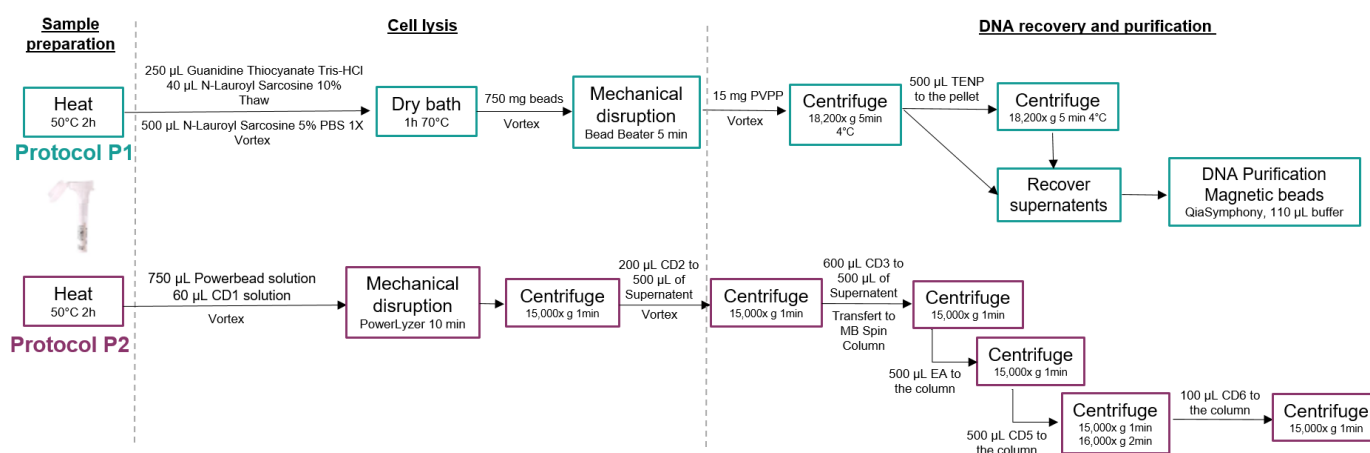 Sample
preparation
Cell lysis
DNA recovery and purification
Heat
50°C 2h
Protocol P1
250 µL Guanidine Thiocyanate Tris-HCl
40 µL N-Lauroyl Sarcosine 10%
Thaw
500 µL N-Lauroyl Sarcosine 5% PBS 1X
Vortex
Dry bath
1h 70°C
750 mg beads
Vortex
Mechanical
disruption
Bead Beater 5 min
15 mg PVPP
Vortex
Centrifuge
18,200x g 5min
4°C
500 µL TENP
to the pellet
Centrifuge
18,200x g 5 min 4°C
Recover
supernatents
DNA Purification
Magnetic beads
QiaSymphony, 110 µL buffer
Heat
50°C 2h
Protocol P2
750 µL Powerbead solution
60 µL CD1 solution
Vortex
Mechanical
disruption
PowerLyzer 10 min
Centrifuge
15,000x g 1min
200 µL CD2 to
500 µL of
Supernatent
Vortex
Centrifuge
15,000x g 1min
600 µL CD3 to
500 µL of
Supernatent
Transfert to
MB Spin
Column
Centrifuge
15,000x g 1min
500 µL EA to
the column
Centrifuge
15,000x g 1min
500 µL CD5 to
the column
Centrifuge
15,000x g 1min
16,000x g 2min
100 µL CD6 to
the column
Centrifuge
15,000x g 1min